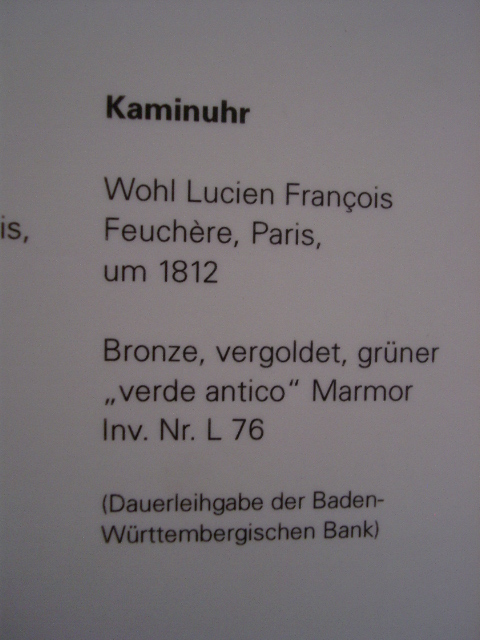 Kaminuhr
Wohl Lucien François
Feuchère, Paris,
um 1812
Bronze, vergoldet, grüner
„verde antico“ Marmor
Inv. Nr. L 76
(Dauerleihgabe der Baden-
Württembergischen Bank)
is,